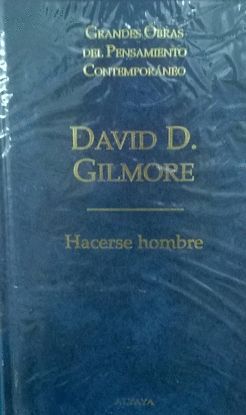 GRANDES OBRAS
DEL PENSAMIENTO
CONTEMPORÁNEO
DAVID D.
GILMORE
Hacerse hombre
ALTAYA